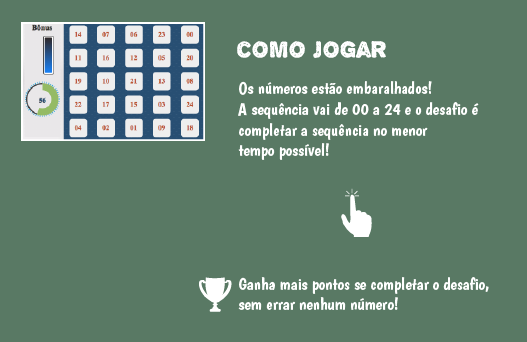 Bônus
14 07 06 23 00
11 16 12 05 20
19 10 21 13 08
56
22 17 15 03 24
04 02 01 09 18
COMO JOGAR
Os números estão embaralhados!
A sequência vai de 00 a 24 e o desafio é
completar a sequência no menor
tempo possível!
Ganha mais pontos se completar o desafio,
sem errar nenhum número!